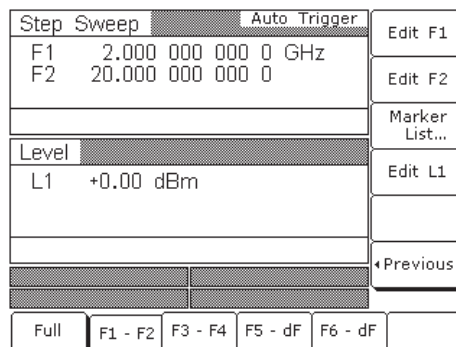 Step Sweep Auto Trigger
F1 2.000 000 000 0 GHz
F2 20.000 000 000 0
Level
L1 +0.00 dBm
Edit F1
Edit F2
Marker
List...
Edit L1
Previous
Full F1 - F2 F3 - F4 F5 - dF F6 - dF